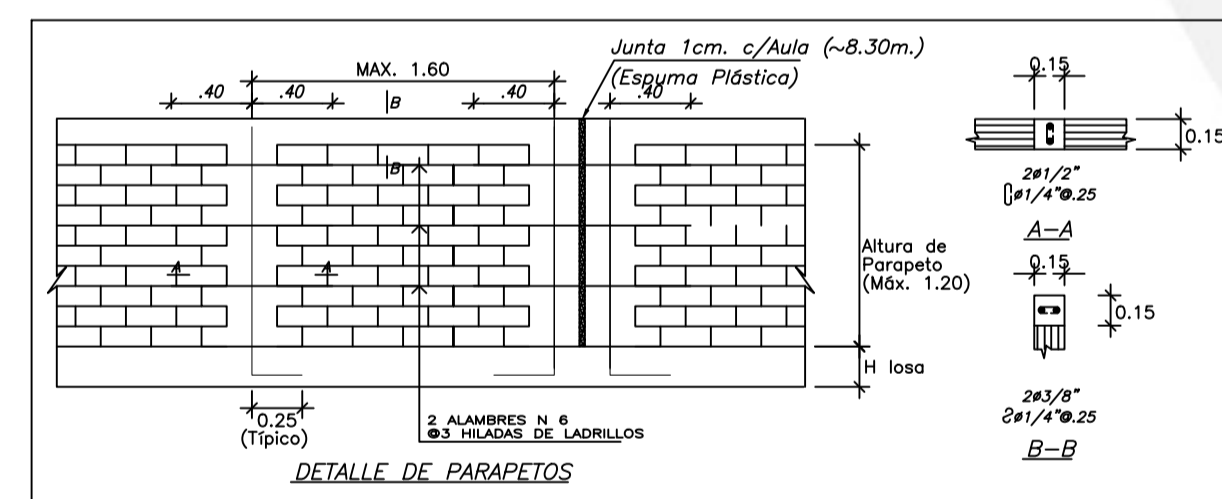 Junta 1cm. c/Aula (~8.30m.)
(Espuma Plástica)
MAX. 1.60
.40
.40
.40
.40
B
B
A
A
Altura de
Parapeto
(Máx. 1.20)
H losa
0.25
(Típico)
2 ALAMBRES N 6
@3 HILADAS DE LADRILLOS
DETALLE DE PARAPETOS
0.15
0.15
2ø1/2"
ø1/4"@.25
A-A
0.15
0.15
2ø3/8"
ø1/4"@.25
B-B